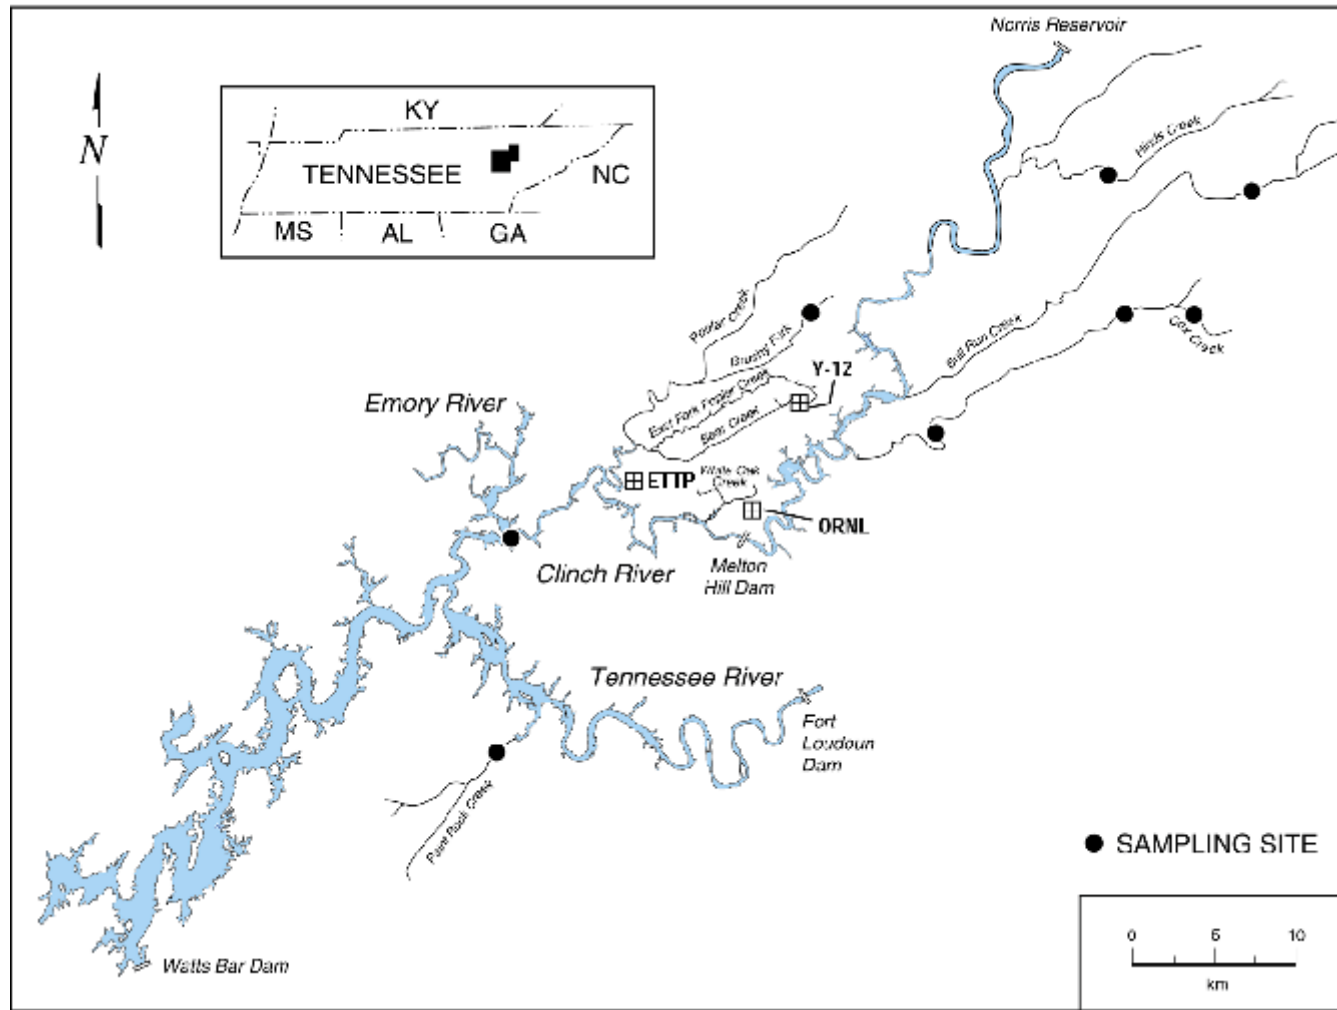 Norris Reservoir
N
KY
TENNESSEE
NC
MS
AL
GA
Hinds Creek
Poplar Creek
Brushy Fork
Bull Run Creek
Cox Creek
Y-12
East Fork Poplar Creek
Bear Creek
Emory River
ETTP
White Oak
Creek
ORNL
Clinch River
Melton
Hill Dam
Tennessee River
Fort
Loudoun
Dam
Paint Rock Creek
SAMPLING SITE
Watts Bar Dam
0 5 10
km